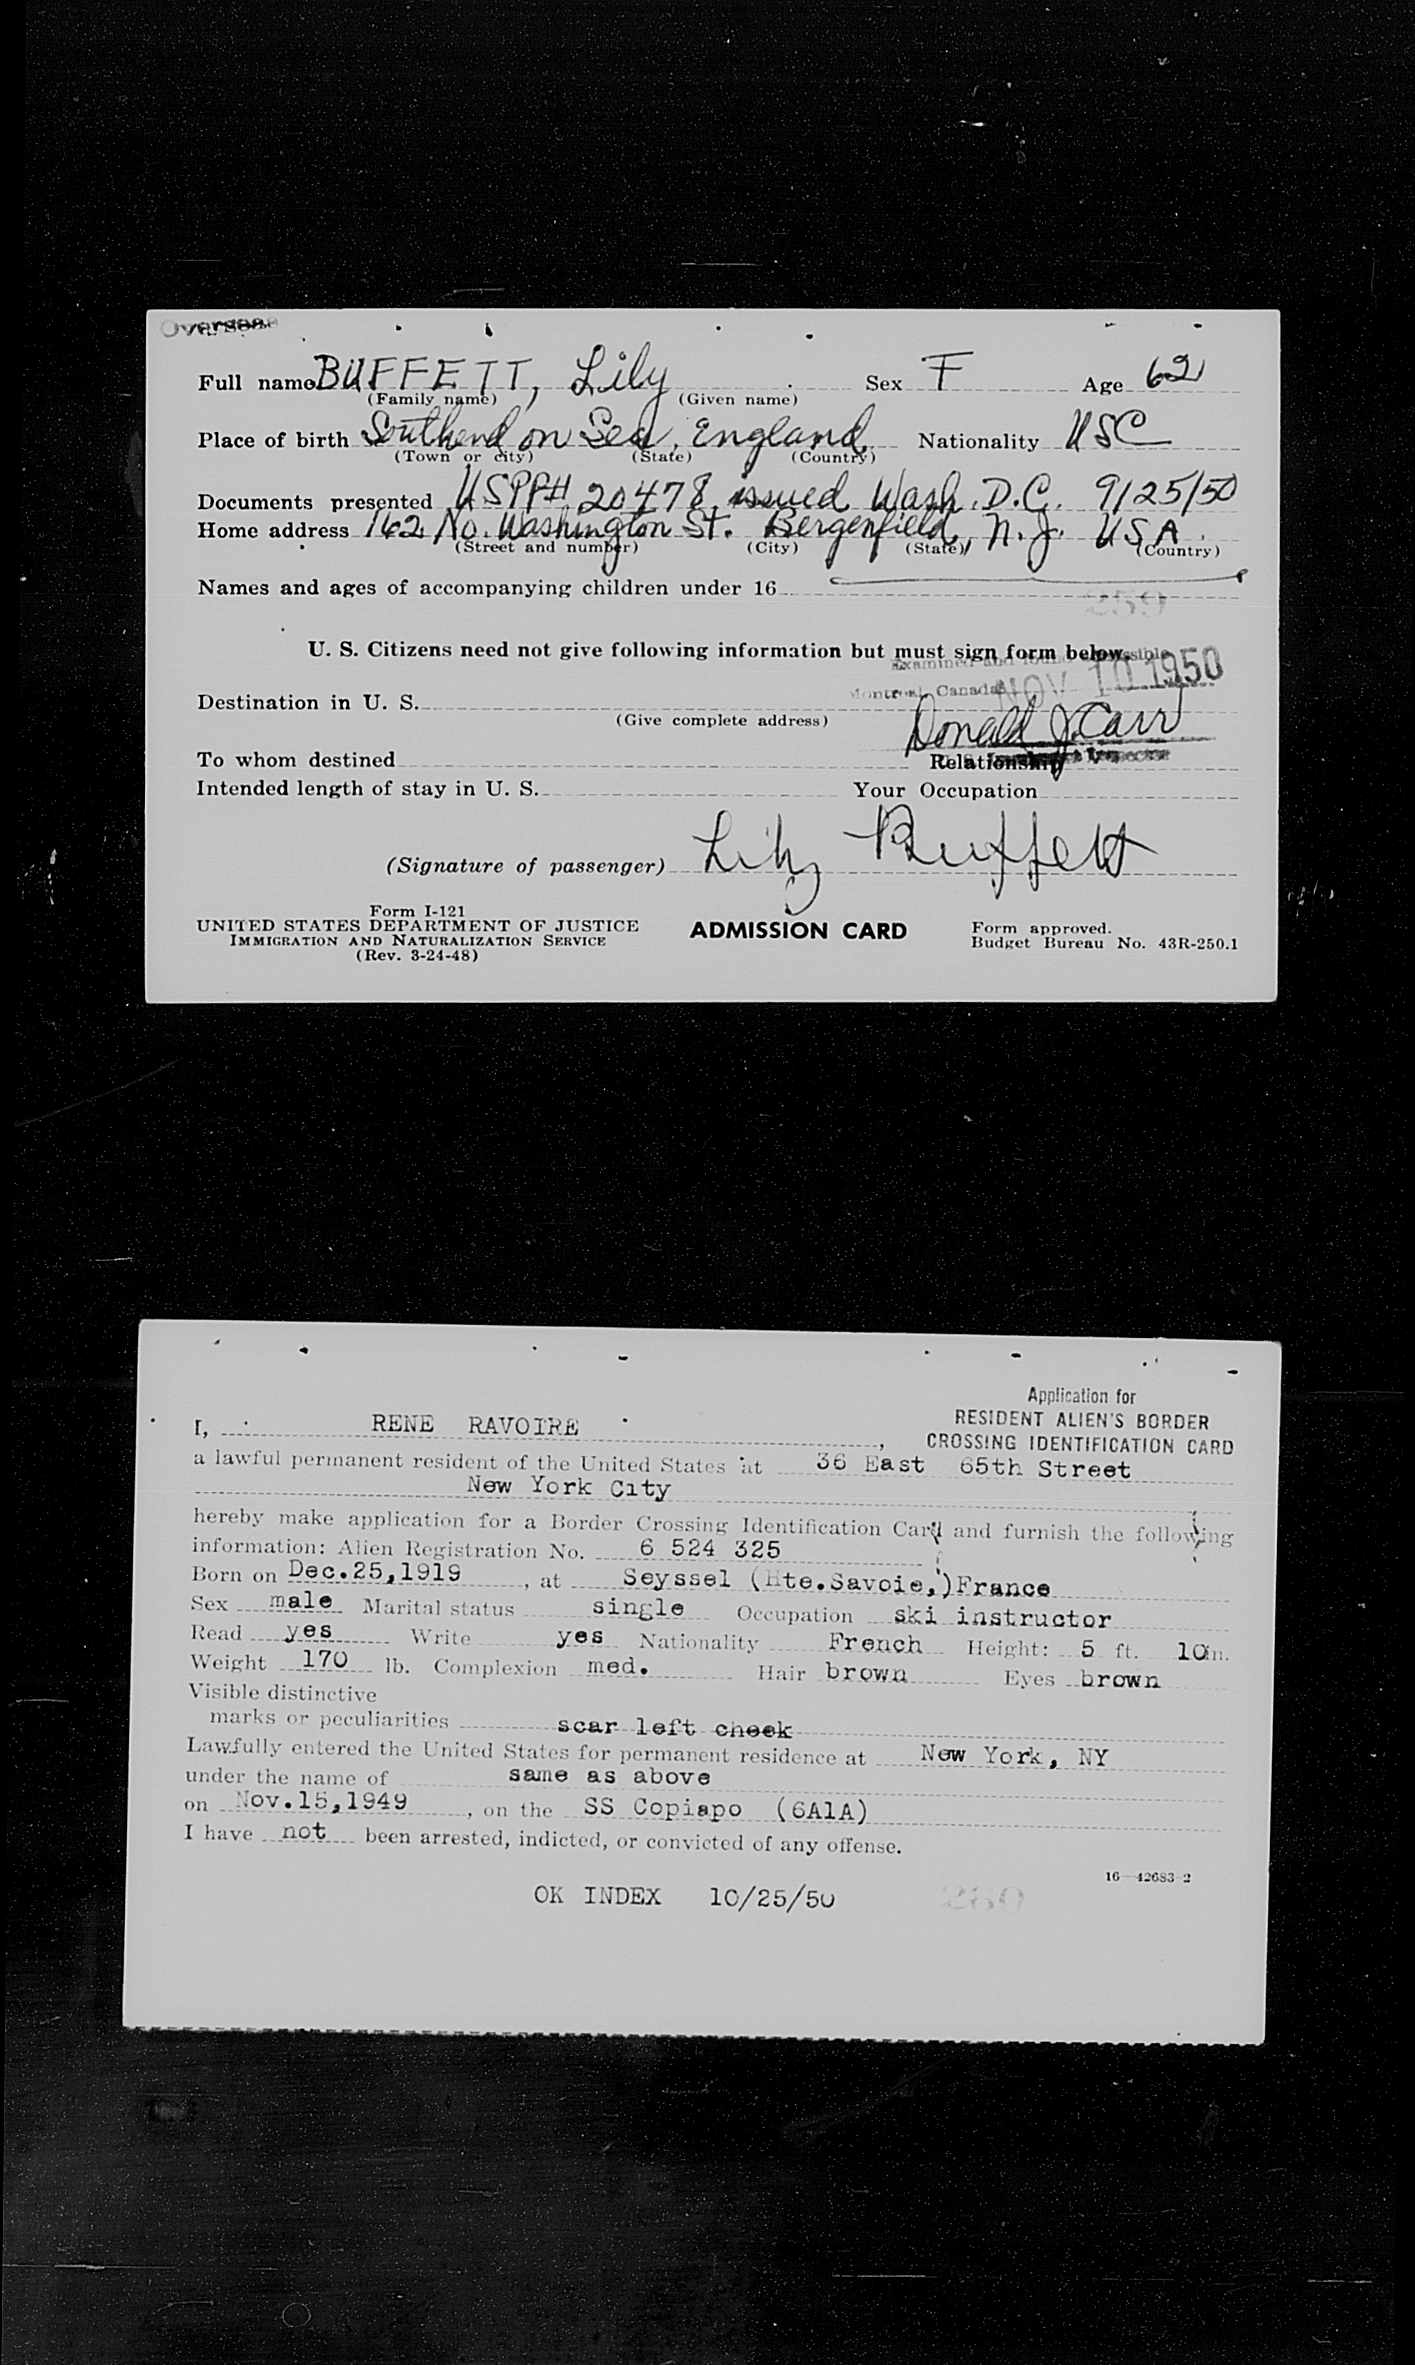 Overseas
Full name BUFFETT, Lily Sex F Age 62
(Family name) (Given name)
Place of birth Southend on Sea, England Nationality USC
(Town or city) (State) (Country)
Documents presented USPP# 20478 issued Wash. D.C. 9/25/50
Home address 162 No. Washington St. Bergenfield, N.J. USA
(Street and number) (City) (State) (Country)
Names and ages of accompanying children under 16
259
U. S. Citizens need not give following information but must sign form below.
Examined and found admissible
Montreal, Canada NOV 10 1950
Destination in U. S.
(Give complete address)
Donald J. Carr
To whom destined Relationship
Intended length of stay in U. S. Your Occupation
(Signature of passenger) Lily Buffett
Form I-121
UNITED STATES DEPARTMENT OF JUSTICE
IMMIGRATION AND NATURALIZATION SERVICE
(Rev. 3-24-48)
ADMISSION CARD
Form approved.
Budget Bureau No. 43R-250.1
Application for
RESIDENT ALIEN'S BORDER
CROSSING IDENTIFICATION CARD
I, RENE RAVOIRE,
a lawful permanent resident of the United States at 36 East 65th Street
New York City
hereby make application for a Border Crossing Identification Card and furnish the following
information: Alien Registration No. 6 524 325
Born on Dec.25,1919, at Seyssel (Hte.Savoie,)France
Sex male Marital status single Occupation ski instructor
Read yes Write yes Nationality French Height: 5 ft. 10 in.
Weight 170 lb. Complexion med. Hair brown Eyes brown
Visible distinctive
marks or peculiarities scar left cheek
Lawfully entered the United States for permanent residence at New York, NY
under the name of same as above
on Nov.15,1949, on the SS Copiapo (6A1A)
I have not been arrested, indicted, or convicted of any offense.
16—42683-2
OK INDEX 10/25/50
260